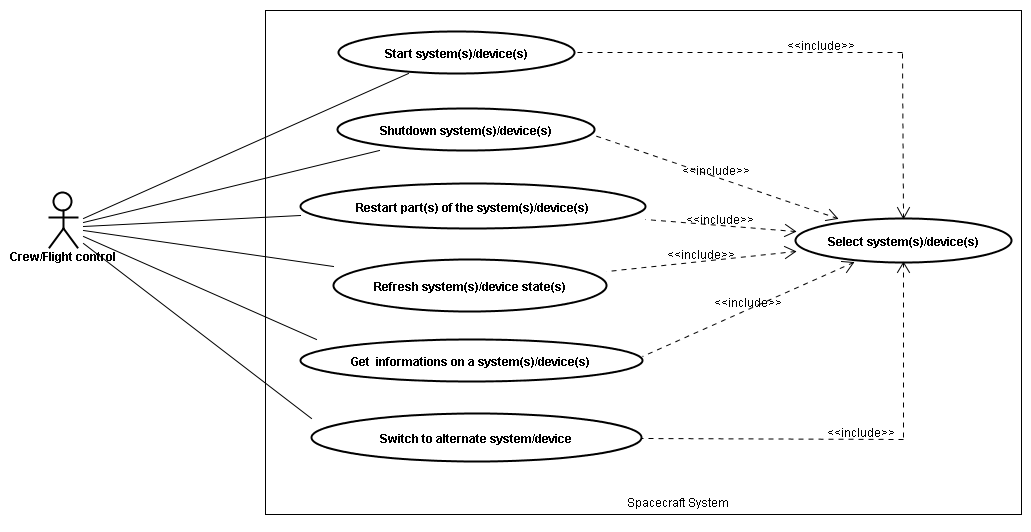 Start system(s)/device(s)
<<include>>
Shutdown system(s)/device(s)
<<include>>
Restart part(s) of the system(s)/device(s)
<<include>>
Select system(s)/device(s)
Crew/Flight control
<<include>>
Refresh system(s)/device state(s)
<<include>>
Get informations on a system(s)/device(s)
<<include>>
Switch to alternate system/device
Spacecraft System